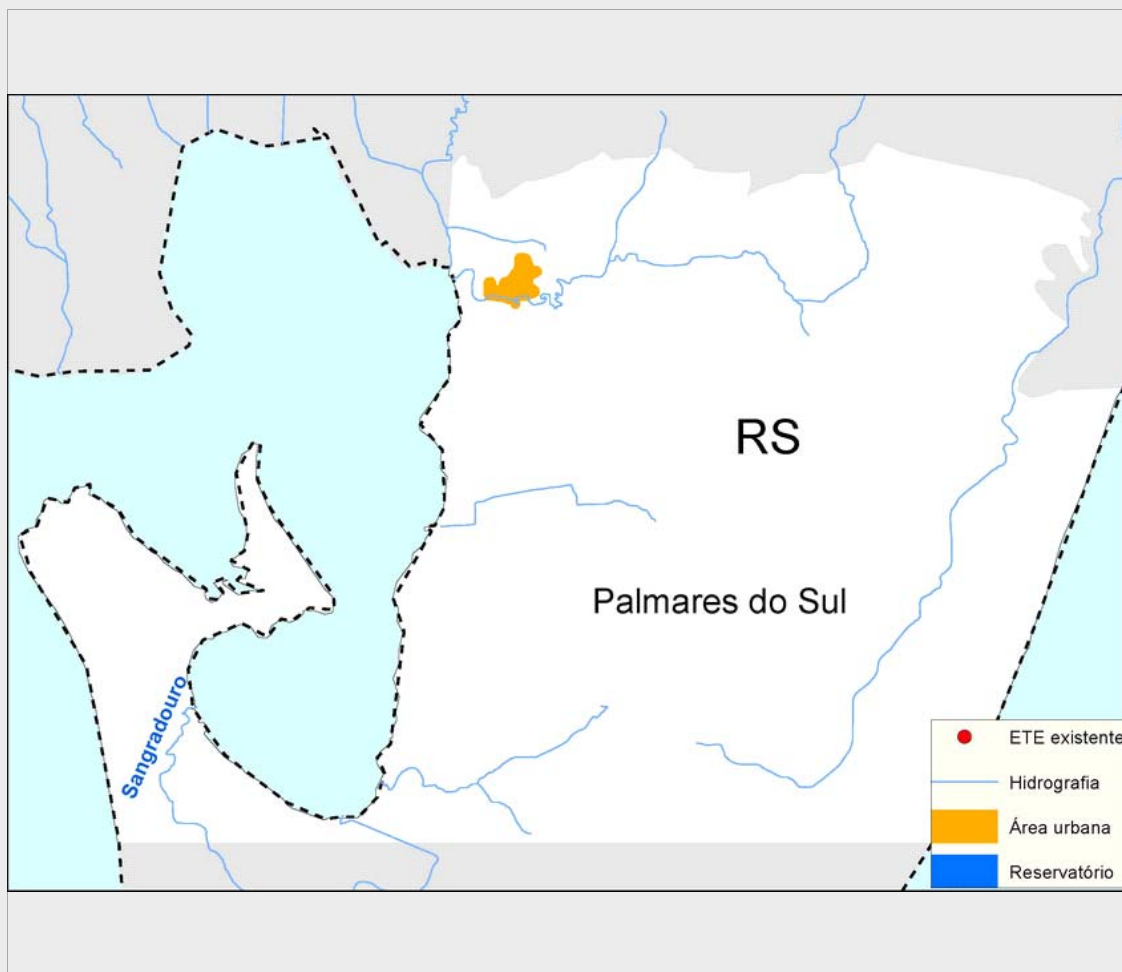 RS
Palmares do Sul
Sangradouro
ETE existente
Hidrografia
Área urbana
Reservatório